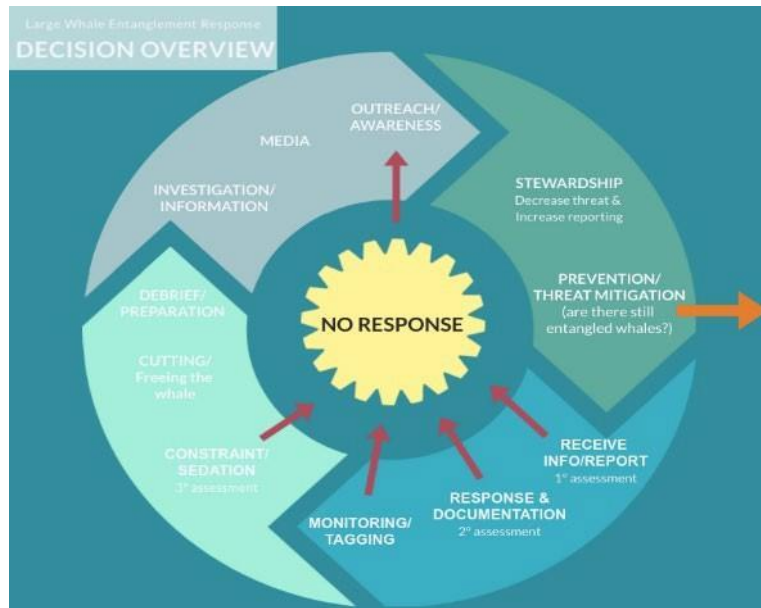 Large Whale Entanglement Response
DECISION OVERVIEW
OUTREACH/
AWARENESS
MEDIA
INVESTIGATION/
INFORMATION
STEWARDSHIP
Decrease threat &
Increase reporting
PREVENTION/
THREAT MITIGATION
(are there still
entangled whales?)
NO RESPONSE
DEBRIEF/
PREPARATION
CUTTING/
Freeing the
whale
CONSTRAINT/
SEDATION
3° assessment
MONITORING/
TAGGING
RESPONSE &
DOCUMENTATION
2° assessment
RECEIVE
INFO/REPORT
1° assessment